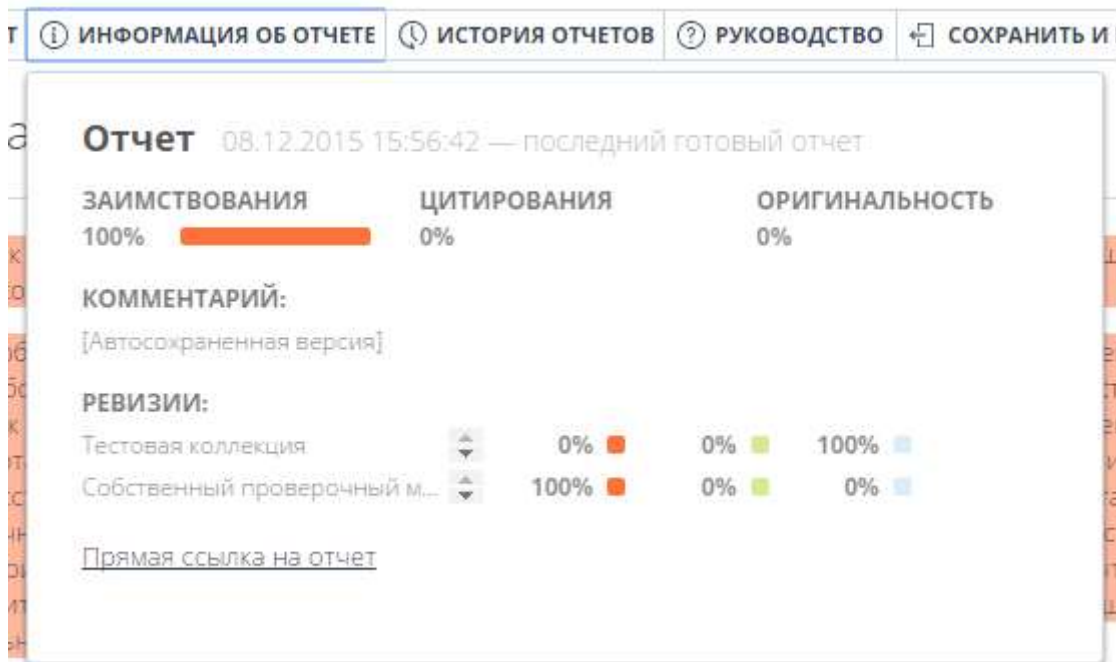 Т ИНФОРМАЦИЯ ОБ ОТЧЕТЕ ИСТОРИЯ ОТЧЕТОВ РУКОВОДСТВО СОХРАНИТЬ И
Отчет 08.12.2015 15:56:42 — последний готовый отчет
ЗАИМСТВОВАНИЯ ЦИТИРОВАНИЯ ОРИГИНАЛЬНОСТЬ
100% 0% 0%
КОММЕНТАРИЙ:
[Автосохраненная версия]
РЕВИЗИИ:
Тестовая коллекция 0% 0% 100%
Собственный проверочный м... 100% 0% 0%
Прямая ссылка на отчет